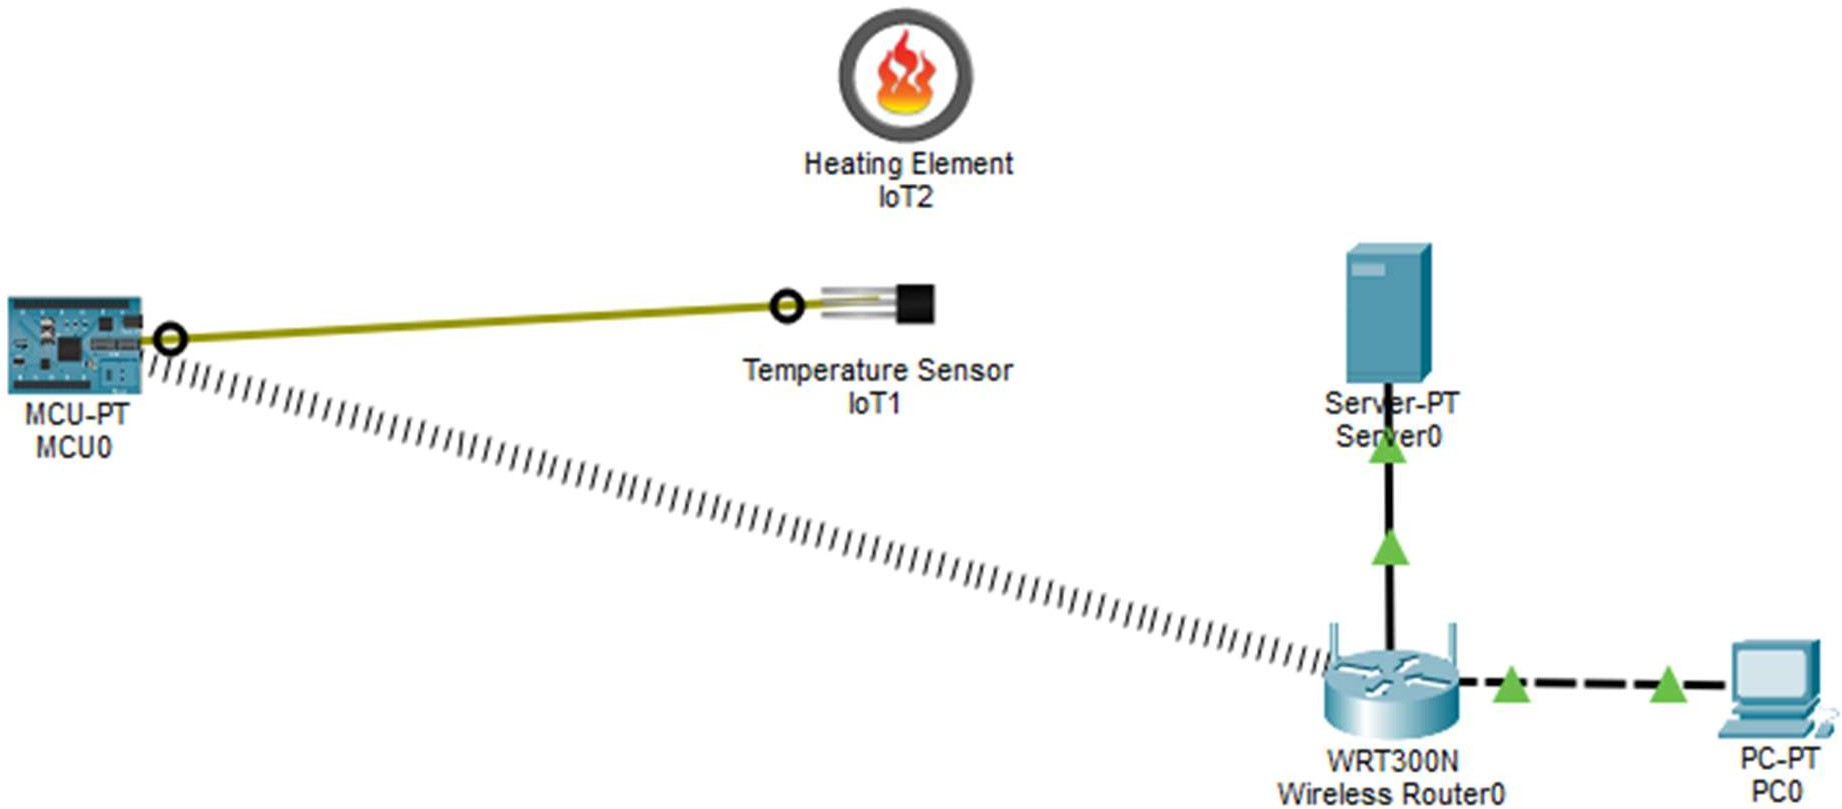 Heating Element
IoT2
Temperature Sensor
IoT1
MCU-PT
MCU0
Server-PT
Server0
WRT300N
Wireless Router0
PC-PT
PC0